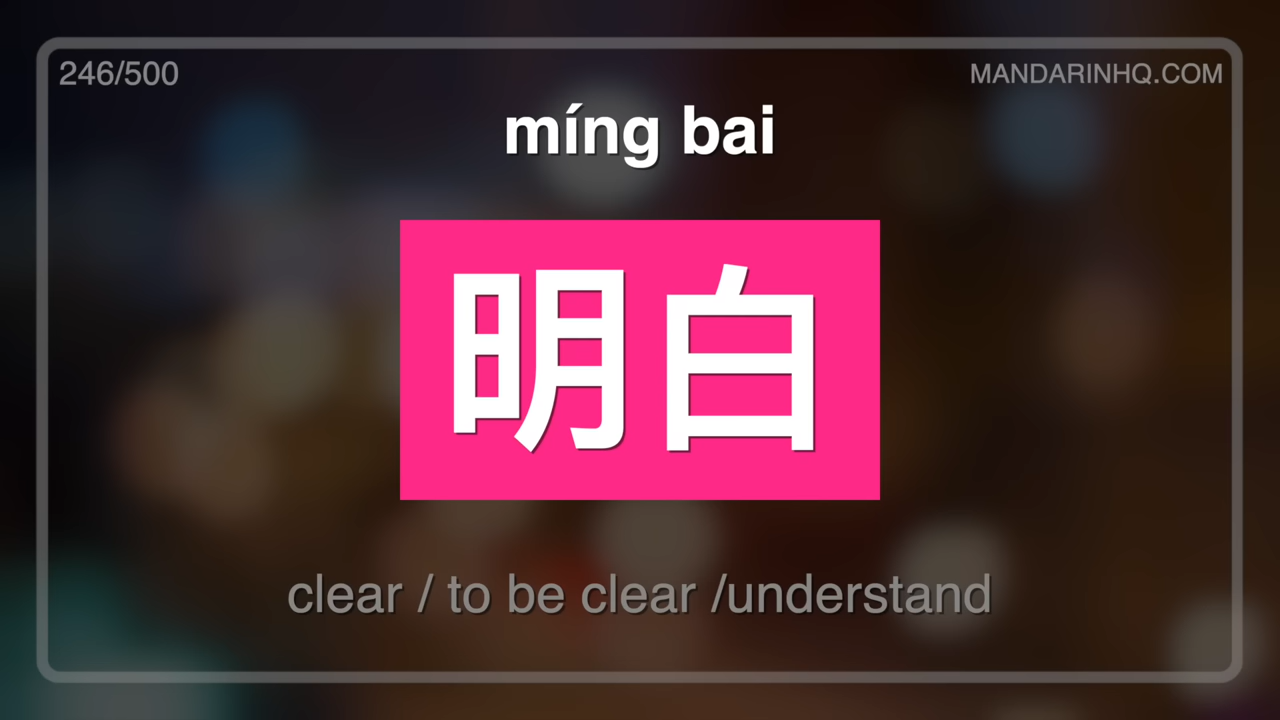 246/500
MANDARINHQ.COM
míng bai
明白
clear / to be clear /understand